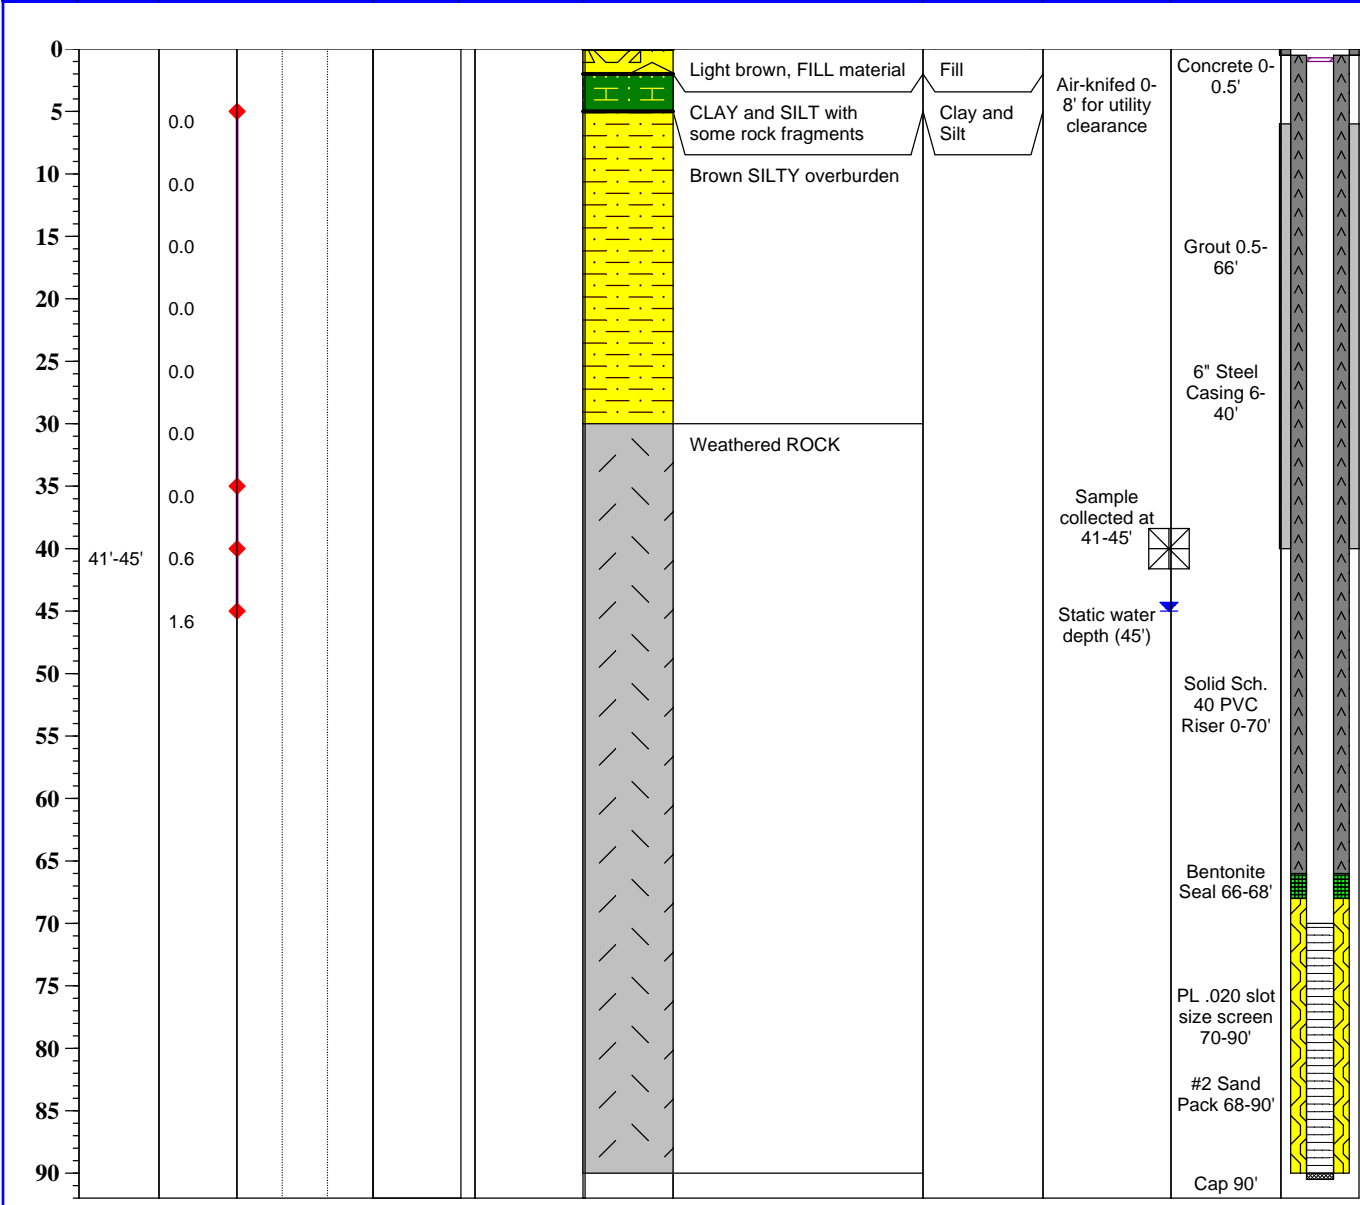 0
5
10
15
20
25
30
35
40
45
50
55
60
65
70
75
80
85
90
41'-45'
0.0
0.0
0.0
0.0
0.0
0.0
0.0
0.6
1.6
Light brown, FILL material
CLAY and SILT with
some rock fragments
Brown SILTY overburden
Weathered ROCK
Fill
Clay and
Silt
Air-knifed 0-
8' for utility
clearance
Sample
collected at
41-45'
Static water
depth (45')
Concrete 0-
0.5'
Grout 0.5-
66'
6" Steel
Casing 6-
40'
Solid Sch.
40 PVC
Riser 0-70'
Bentonite
Seal 66-68'
PL .020 slot
size screen
70-90'
#2 Sand
Pack 68-90'
Cap 90'